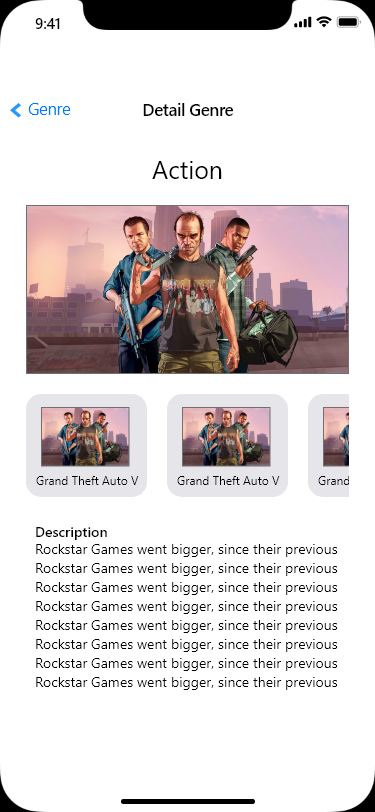 9:41
Genre
Detail Genre
Action
Grand Theft Auto V
Grand Theft Auto V
Grand
Description
Rockstar Games went bigger, since their previous
Rockstar Games went bigger, since their previous
Rockstar Games went bigger, since their previous
Rockstar Games went bigger, since their previous
Rockstar Games went bigger, since their previous
Rockstar Games went bigger, since their previous
Rockstar Games went bigger, since their previous
Rockstar Games went bigger, since their previous